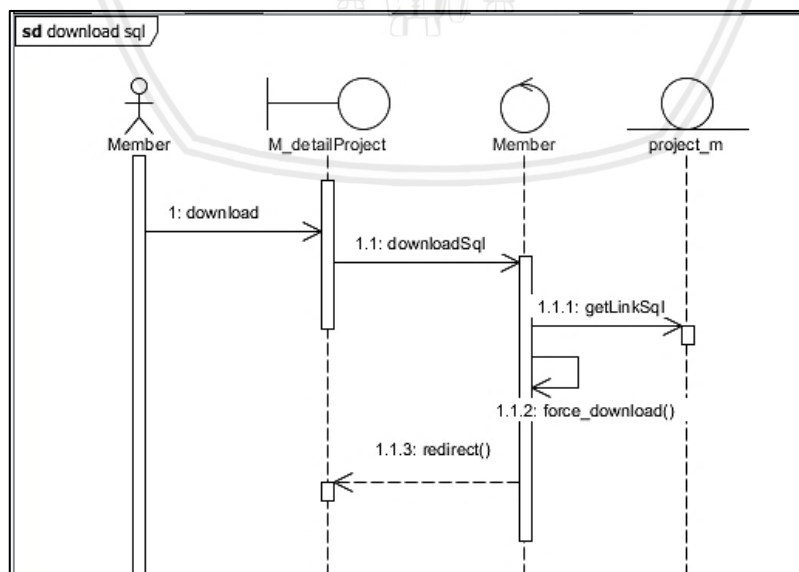 sd download sql
Member
M_detailProject
Member
project_m
1: download
1.1: downloadSql
1.1.1: getLinkSql
1.1.2: force_download()
1.1.3: redirect()